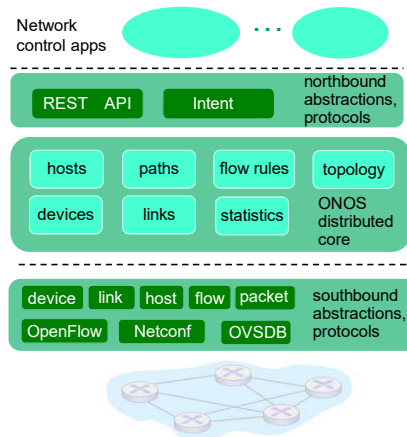 Network
control apps
...
REST API
Intent
northbound
abstractions,
protocols
hosts
paths
flow rules
topology
devices
links
statistics
ONOS
distributed
core
device
link
host
flow
packet
OpenFlow
Netconf
OVSDB
southbound
abstractions,
protocols